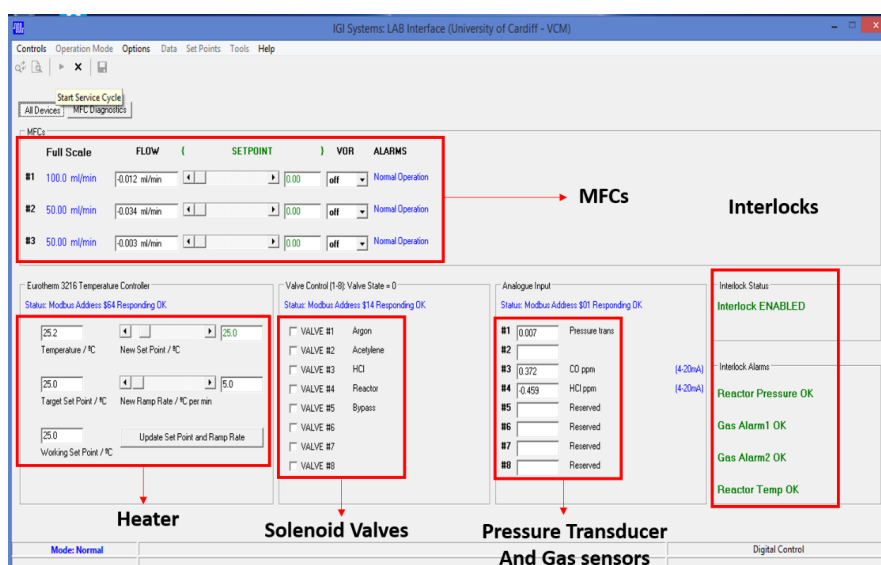 IGI Systems: LAB Interface (University of Cardiff - VCM)
Controls Operation Mode Options Data Set Points Tools Help
Start Service Cycle
All Devices MFC Diagnostics
MFCs
Full Scale FLOW ( SETPOINT ) VOR ALARMS
#1 100.0 ml/min -0.012 ml/min 0.00 off Normal Operation
#2 50.00 ml/min -0.034 ml/min 0.00 off Normal Operation
#3 50.00 ml/min -0.003 ml/min 0.00 off Normal Operation
MFCs
Interlocks
Eurotherm 3216 Temperature Controller
Status: Modbus Address $64 Responding OK
25.2 25.0
Temperature / ºC New Set Point / ºC
25.0 5.0
Target Set Point / ºC New Ramp Rate / ºC per min
25.0 Update Set Point and Ramp Rate
Working Set Point / ºC
Heater
Valve Control (1-8): Valve State = 0
Status: Modbus Address $14 Responding OK
VALVE #1 Argon
VALVE #2 Acetylene
VALVE #3 HCl
VALVE #4 Reactor
VALVE #5 Bypass
VALVE #6
VALVE #7
VALVE #8
Solenoid Valves
Analogue Input
Status: Modbus Address $01 Responding OK
#1 0.007 Pressure trans
#2
#3 0.372 CO ppm (4-20mA)
#4 -0.459 HCl ppm (4-20mA)
#5 Reserved
#6 Reserved
#7 Reserved
#8 Reserved
Pressure Transducer
And Gas sensors
Interlock Status
Interlock ENABLED
Interlock Alarms
Reactor Pressure OK
Gas Alarm1 OK
Gas Alarm2 OK
Reactor Temp OK
Mode: Normal
Digital Control